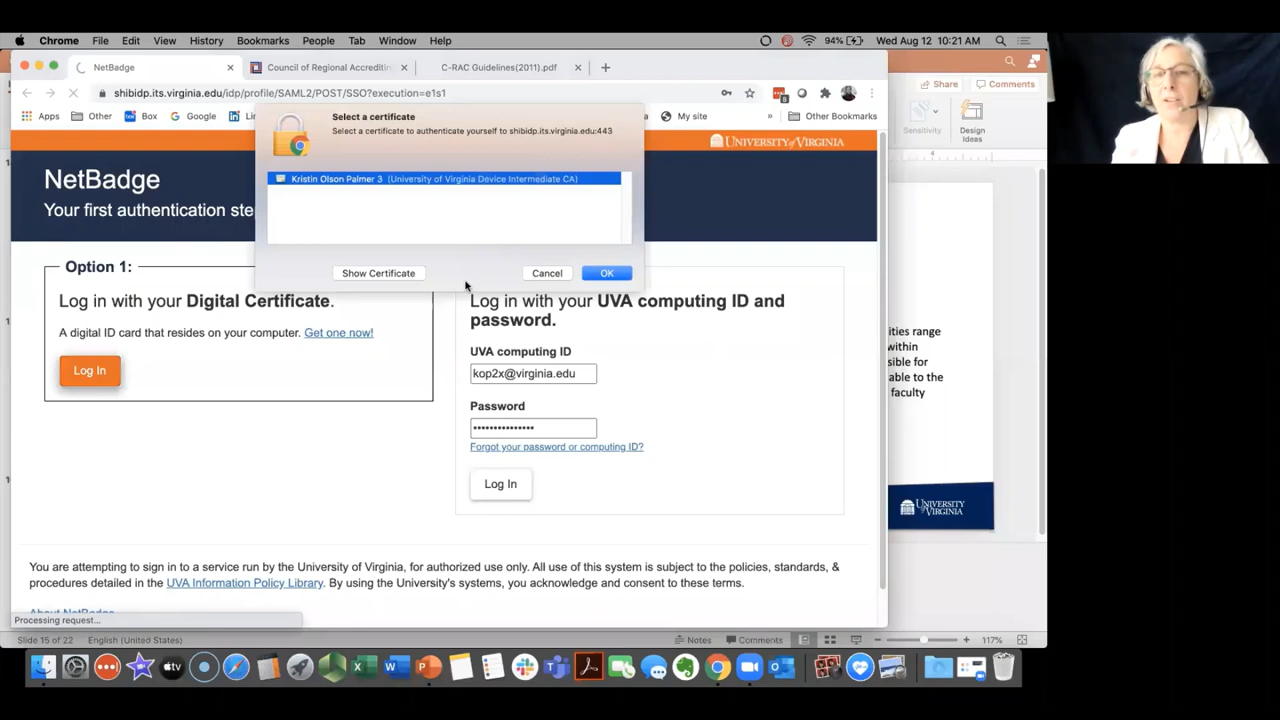 Chrome File Edit View History Bookmarks People Tab Window Help 94% Wed Aug 12 10:21 AM
NetBadge Council of Regional Accreditin C-RAC Guidelines(2011).pdf
shibidp.its.virginia.edu/idp/profile/SAML2/POST/SSO?execution=e1s1
Share Comments
Apps Other Box Google Li My site » Other Bookmarks
Sensitivity Design
Ideas
Select a certificate
Select a certificate to authenticate yourself to shibidp.its.virginia.edu:443
Kristin Olson Palmer 3 (University of Virginia Device Intermediate CA)
Show Certificate Cancel OK
UNIVERSITY of VIRGINIA
NetBadge
Your first authentication ste
Option 1:
Log in with your Digital Certificate.
A digital ID card that resides on your computer. Get one now!
Log In
Log in with your UVA computing ID and
password.
UVA computing ID
kop2x@virginia.edu
Password
•••••••••••••••
Forgot your password or computing ID?
Log In
ities range
within
sible for
able to the
faculty
UNIVERSITY
of VIRGINIA
You are attempting to sign in to a service run by the University of Virginia, for authorized use only. All use of this system is subject to the policies, standards, &
procedures detailed in the UVA Information Policy Library. By using the University's systems, you acknowledge and consent to these terms.
About NetBadge
Processing request...
Slide 15 of 22 English (United States) Notes Comments 117%